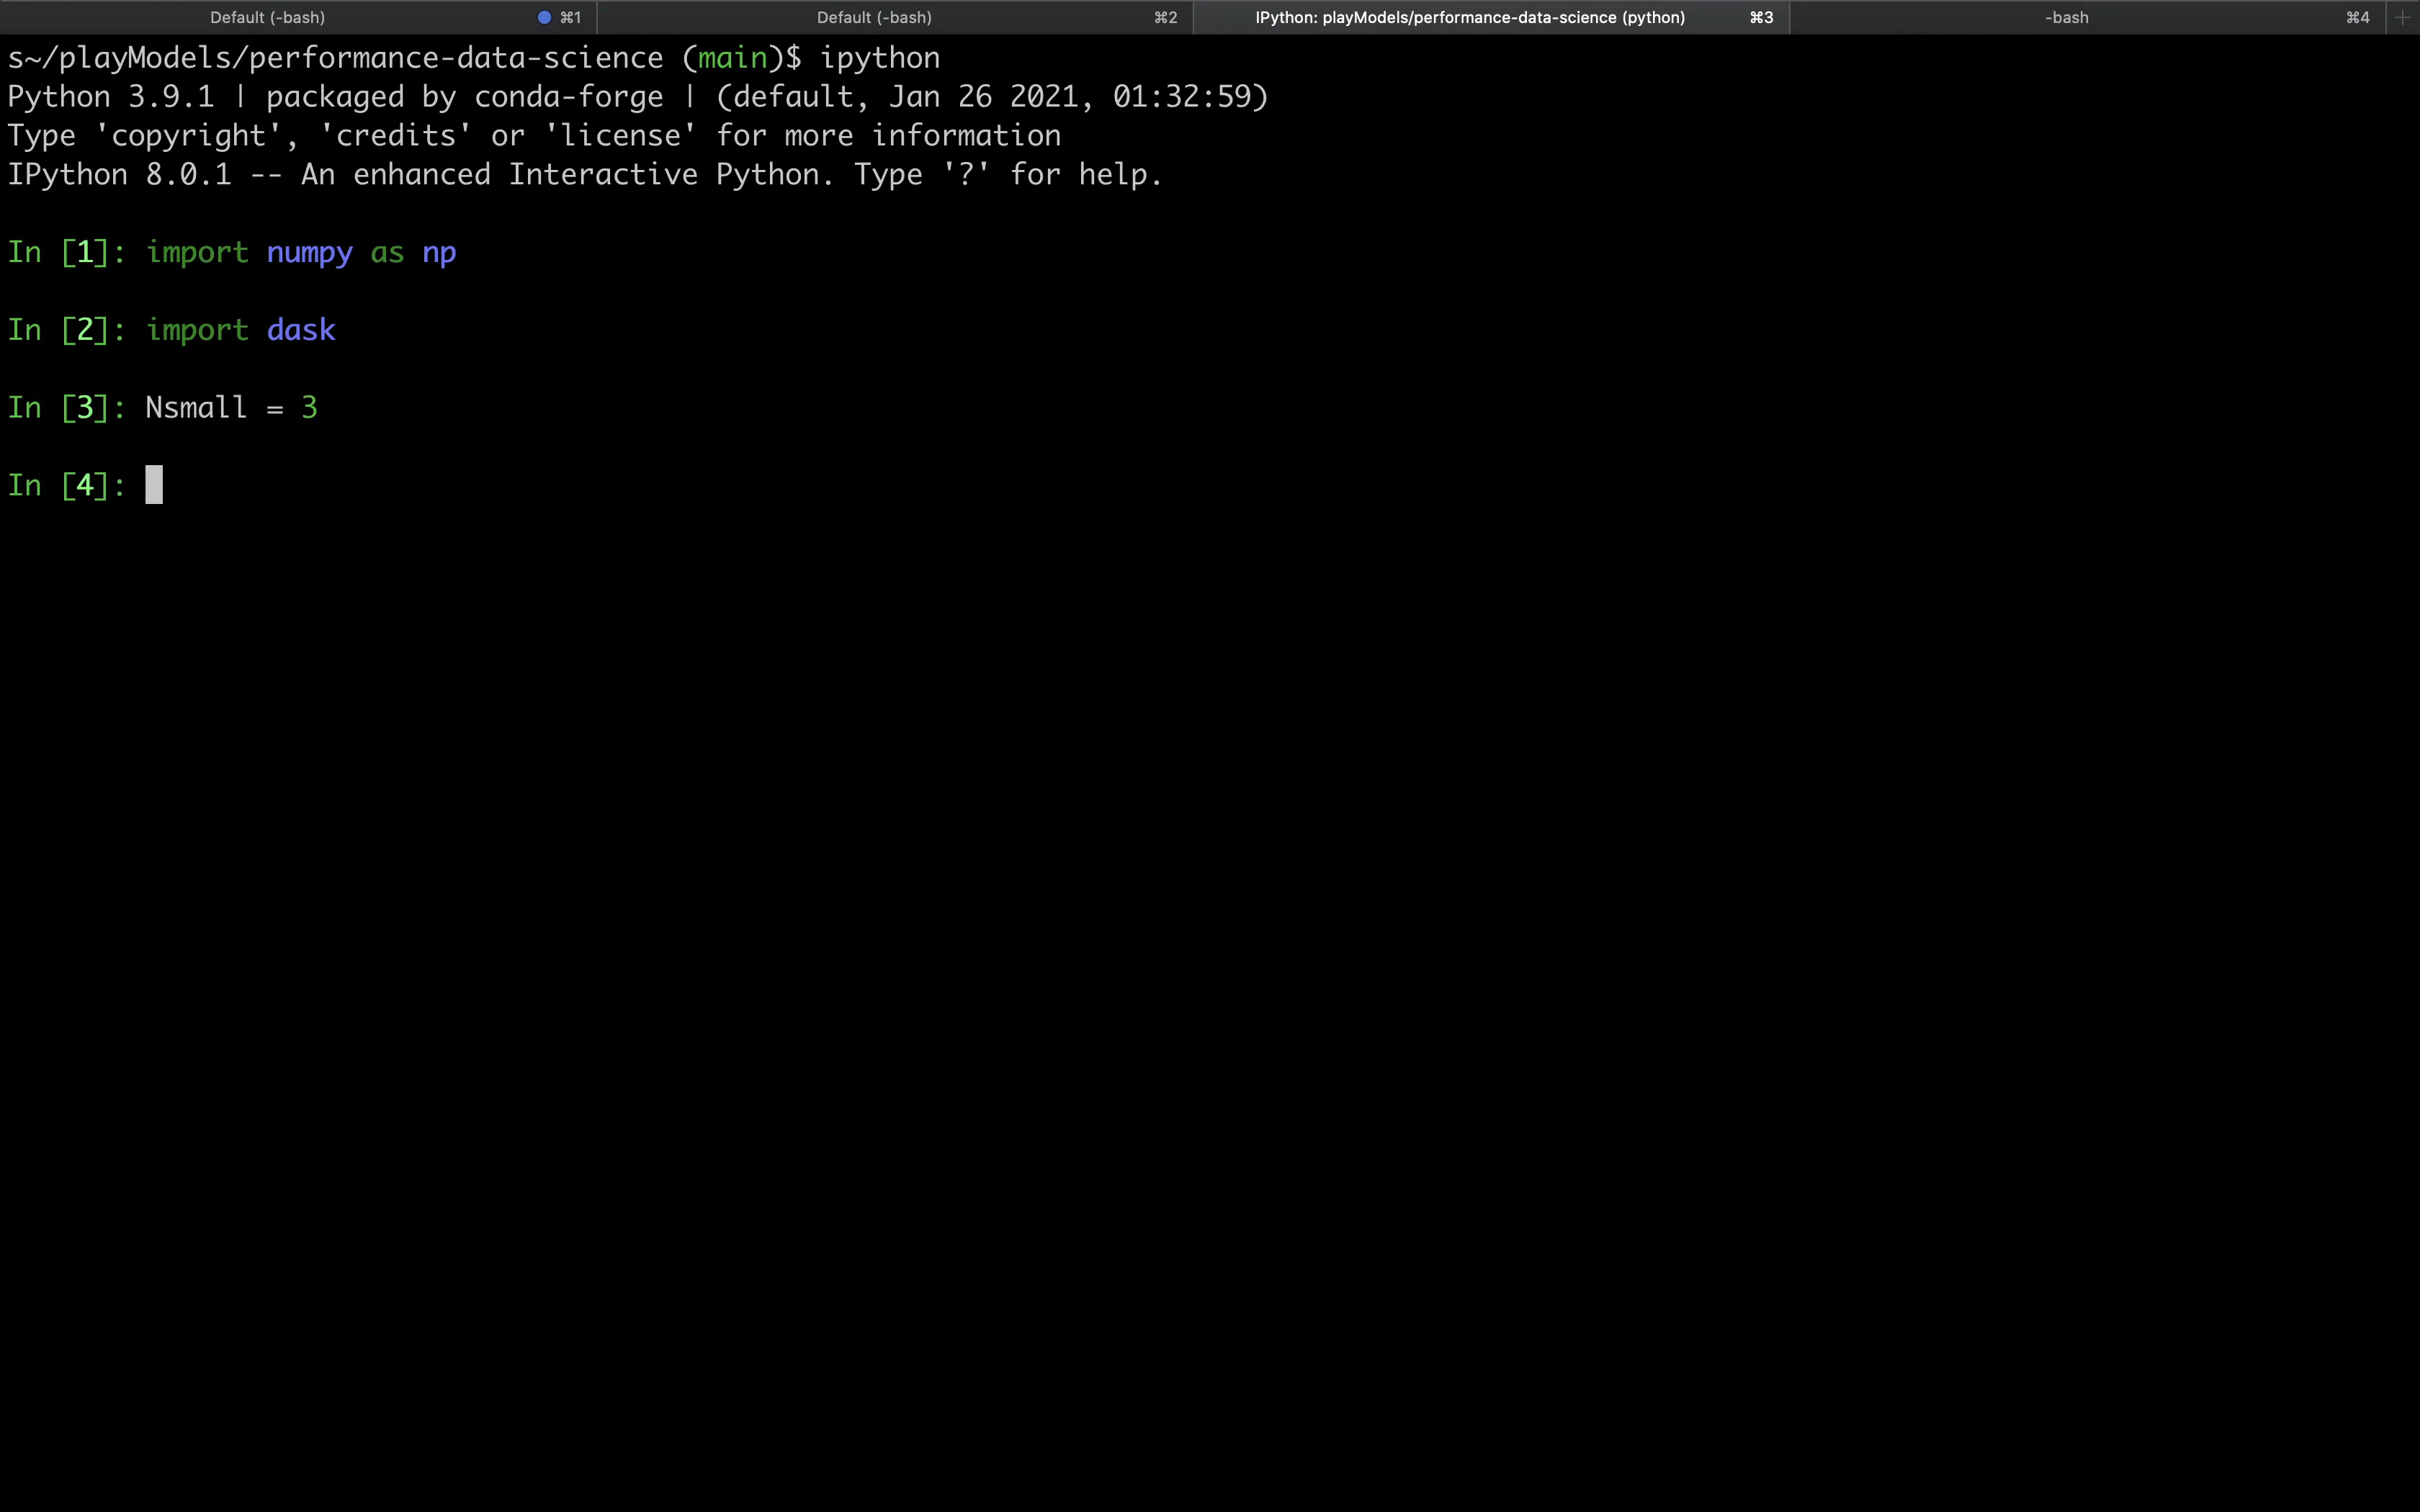 Default (-bash) ⌘1 Default (-bash) ⌘2 IPython: playModels/performance-data-science (python) ⌘3 -bash ⌘4 +
s~/playModels/performance-data-science (main)$ ipython
Python 3.9.1 | packaged by conda-forge | (default, Jan 26 2021, 01:32:59)
Type 'copyright', 'credits' or 'license' for more information
IPython 8.0.1 -- An enhanced Interactive Python. Type '?' for help.
In [1]: import numpy as np
In [2]: import dask
In [3]: Nsmall = 3
In [4]: